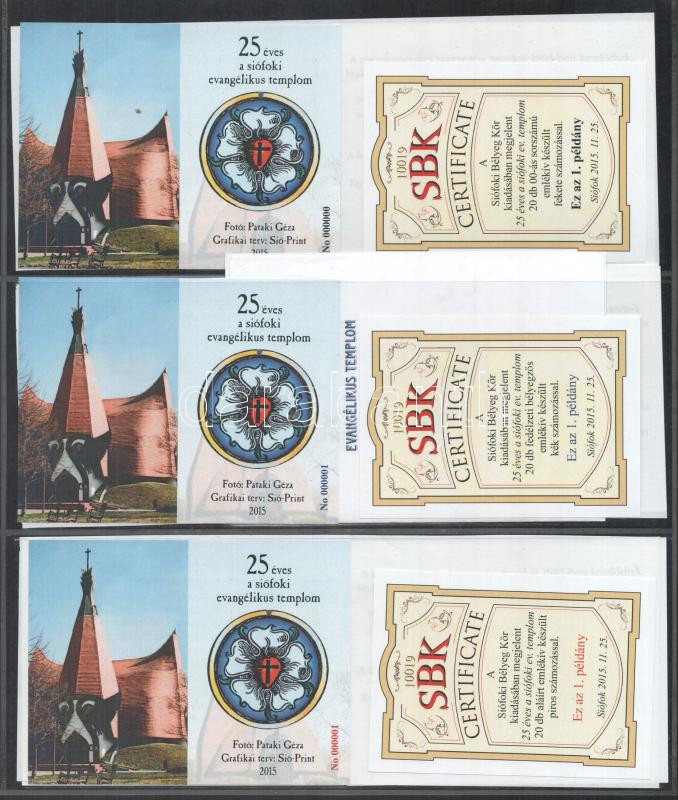 25 éves
a siófoki
evangélikus templom
Fotó: Pataki Géza
Grafikai terv: Sió-Print
2015
No 000000
10019
SBK
CERTIFICATE
A
Siófoki Bélyeg Kör
kiadásában megjelent
25 éves a siófoki ev. templom
20 db 00-ás sorszámú
emlékív készült
fekete számozással.
Ez az 1. példány
Siófok 2015. 11. 25.
25 éves
a siófoki
evangélikus templom
Fotó: Pataki Géza
Grafikai terv: Sió-Print
2015
No 000001
EVANGÉLIKUS TEMPLOM
10019
SBK
CERTIFICATE
A
Siófoki Bélyeg Kör
kiadásában megjelent
25 éves a siófoki ev. templom
20 db fedélzeti bélyegzős
emlékív készült
kék számozással.
Ez az 1. példány
Siófok 2015. 11. 25.
25 éves
a siófoki
evangélikus templom
Fotó: Pataki Géza
Grafikai terv: Sió-Print
2015
No 000001
10019
SBK
CERTIFICATE
A
Siófoki Bélyeg Kör
kiadásában megjelent
25 éves a siófoki ev. templom
20 db aláírt emlékív készült
piros számozással.
Ez az 1. példány
Siófok 2015. 11. 25.